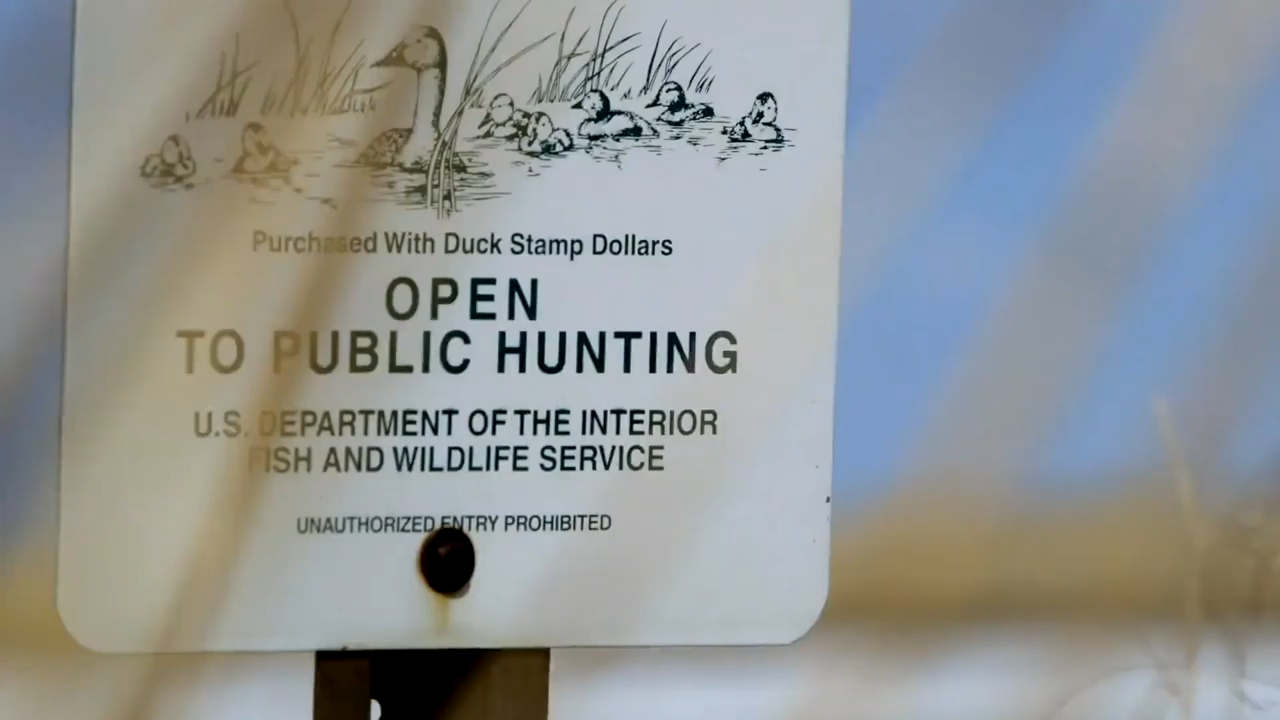 Purchased With Duck Stamp Dollars
OPEN
TO PUBLIC HUNTING
U.S. DEPARTMENT OF THE INTERIOR
FISH AND WILDLIFE SERVICE
UNAUTHORIZED ENTRY PROHIBITED